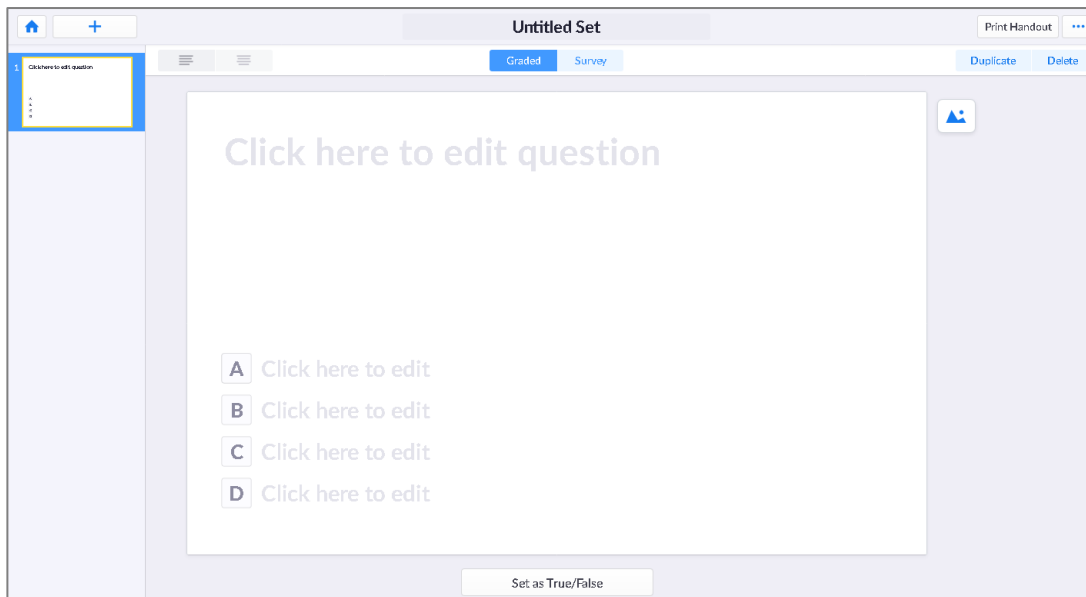 Untitled Set
Print Handout
Graded Survey
Duplicate Delete
1
Click here to edit question
A
B
C
D
Click here to edit question
A Click here to edit
B Click here to edit
C Click here to edit
D Click here to edit
Set as True/False